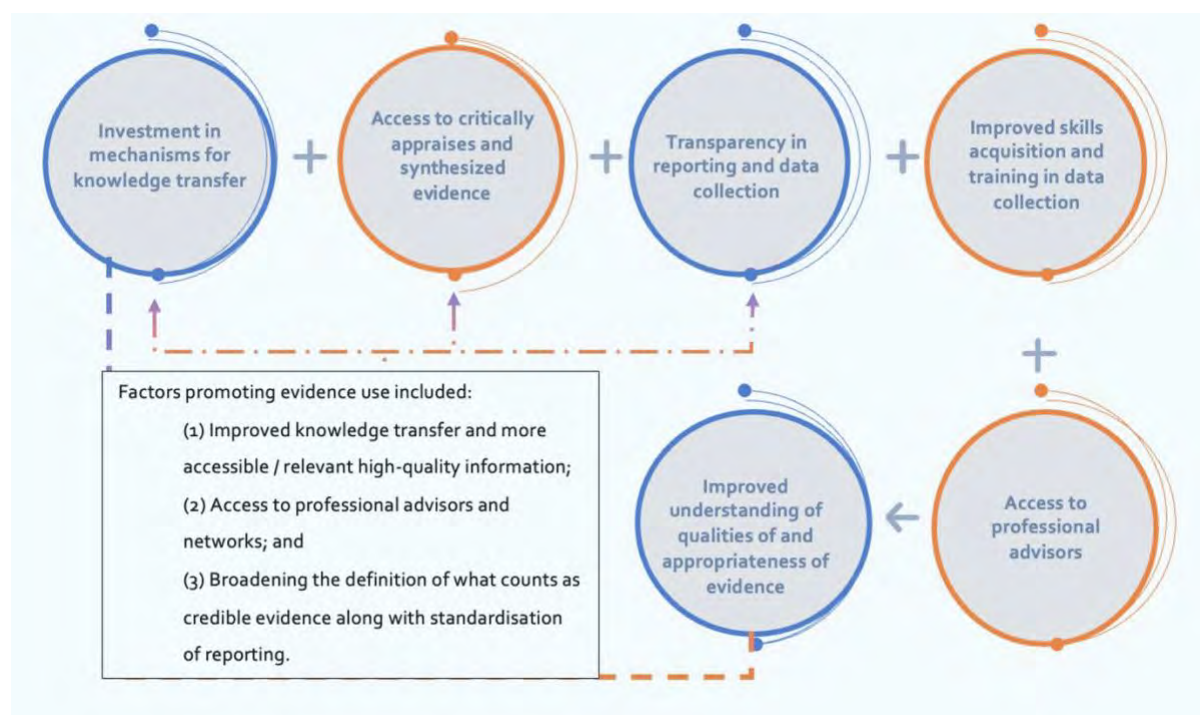 Investment in
mechanisms for
knowledge transfer
+
Access to critically
appraises and
synthesized
evidence
+
Transparency in
reporting and data
collection
+
Improved skills
acquisition and
training in data
collection
+
Access to
professional
advisors
Improved
understanding of
qualities of and
appropriateness of
evidence
Factors promoting evidence use included:
(1) Improved knowledge transfer and more
accessible / relevant high-quality information;
(2) Access to professional advisors and
networks; and
(3) Broadening the definition of what counts as
credible evidence along with standardisation
of reporting.